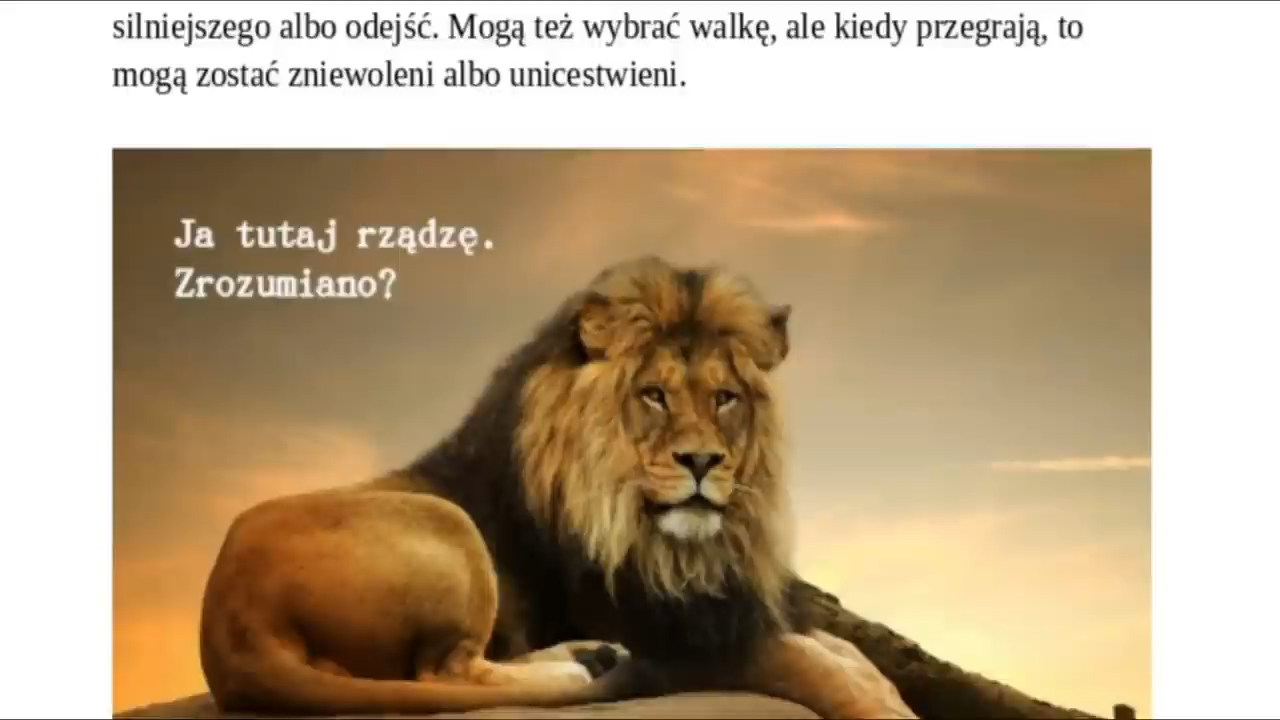 silniejszego albo odejść. Mogą też wybrać walkę, ale kiedy przegrają, to
mogą zostać zniewoleni albo unicestwieni.
Ja tutaj rządzę.
Zrozumiano?